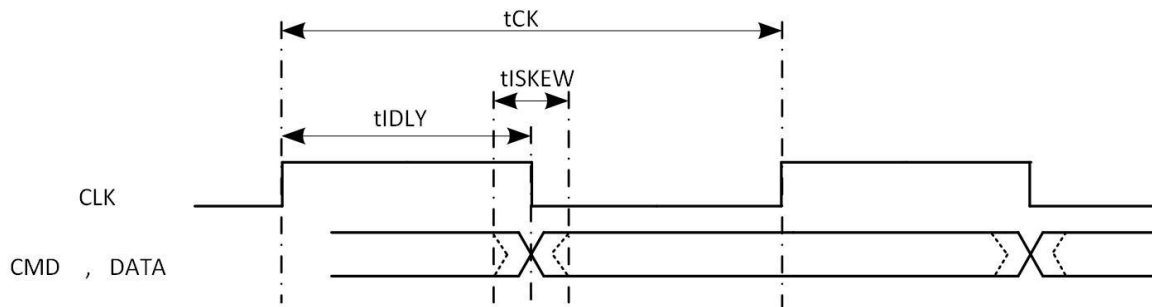 tCK
tISKEW
tIDLY
CLK
CMD , DATA